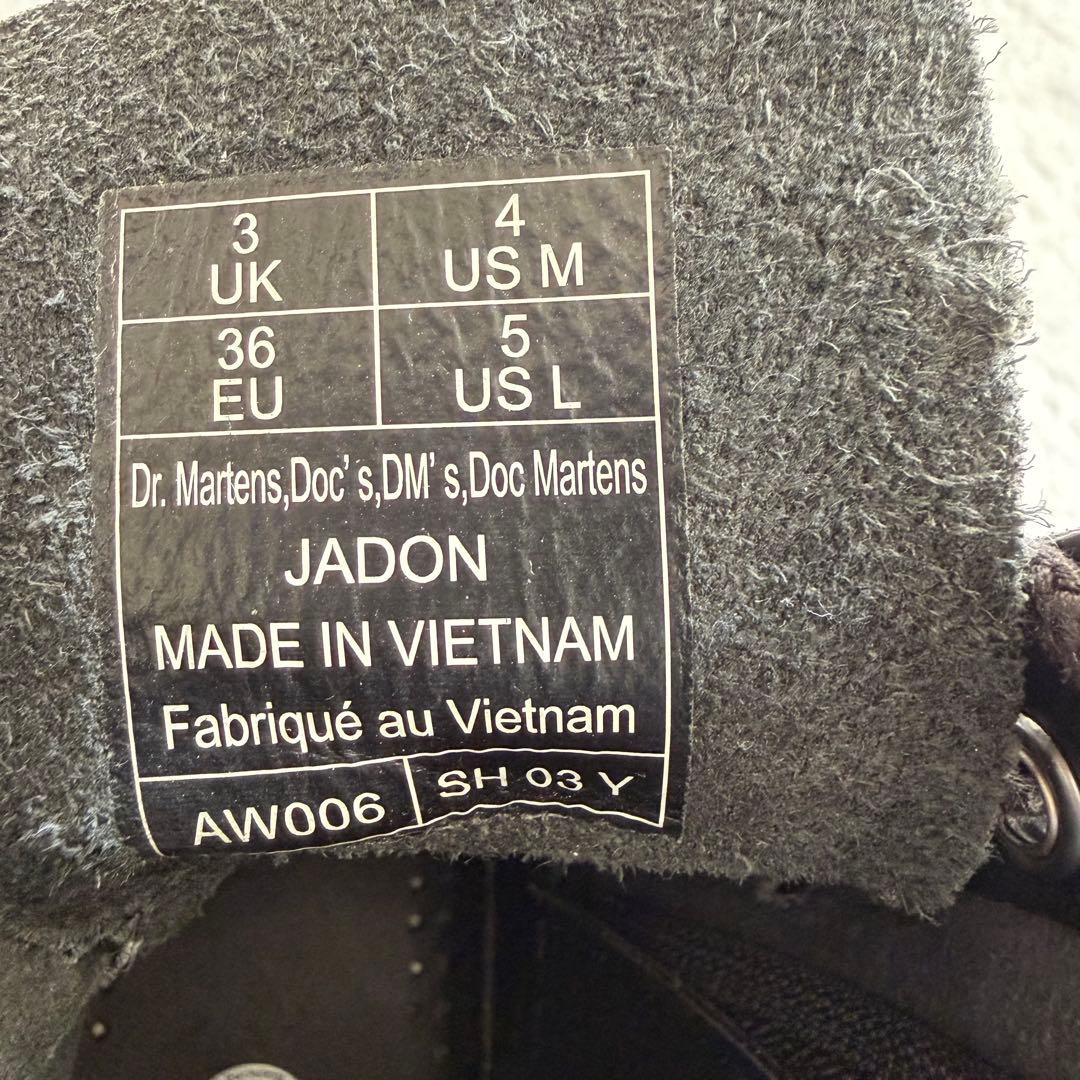 3
UK
4
US M
36
EU
5
US L
Dr. Martens,Doc's,DM's,Doc Martens
JADON
MADE IN VIETNAM
Fabriqué au Vietnam
AW006
SH 03 Y